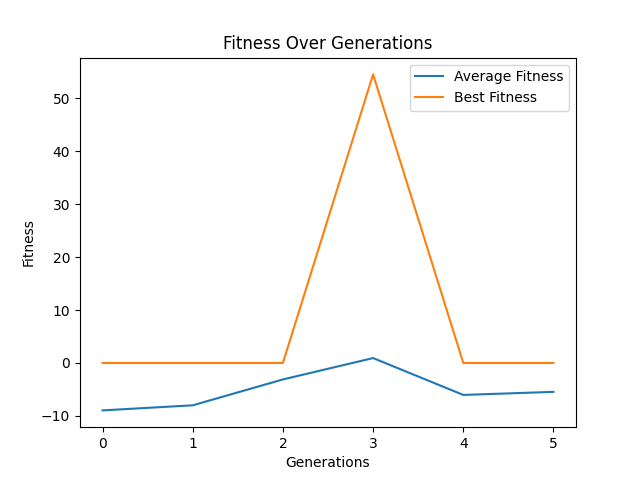 Fitness Over Generations
Average Fitness
Best Fitness
50
40
30
20
10
0
−10
Fitness
0 1 2 3 4 5
Generations